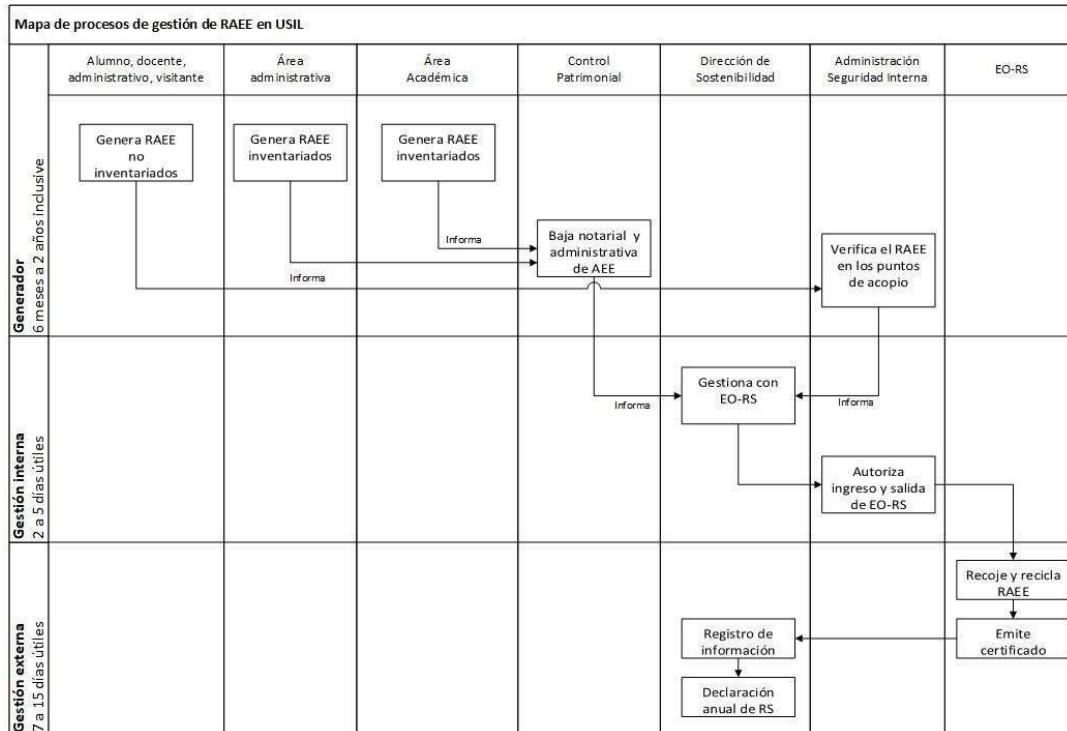 Mapa de procesos de gestión de RAEE en USIL
Alumno, docente,
administrativo, visitante
Área
administrativa
Área
Académica
Control
Patrimonial
Dirección de
Sostenibilidad
Administración
Seguridad Interna
EO-RS
Generador
6 meses a 2 años inclusive
Genera RAEE
no
inventariados
Genera RAEE
inventariados
Genera RAEE
inventariados
Informa
Informa
Baja notarial y
administrativa
de AEE
Verifica el RAEE
en los puntos
de acopio
Gestión interna
2 a 5 días útiles
Informa
Gestiona con
EO-RS
Informa
Autoriza
ingreso y salida
de EO-RS
Gestión externa
7 a 15 días útiles
Recoje y recicla
RAEE
Emite
certificado
Registro de
información
Declaración
anual de RS